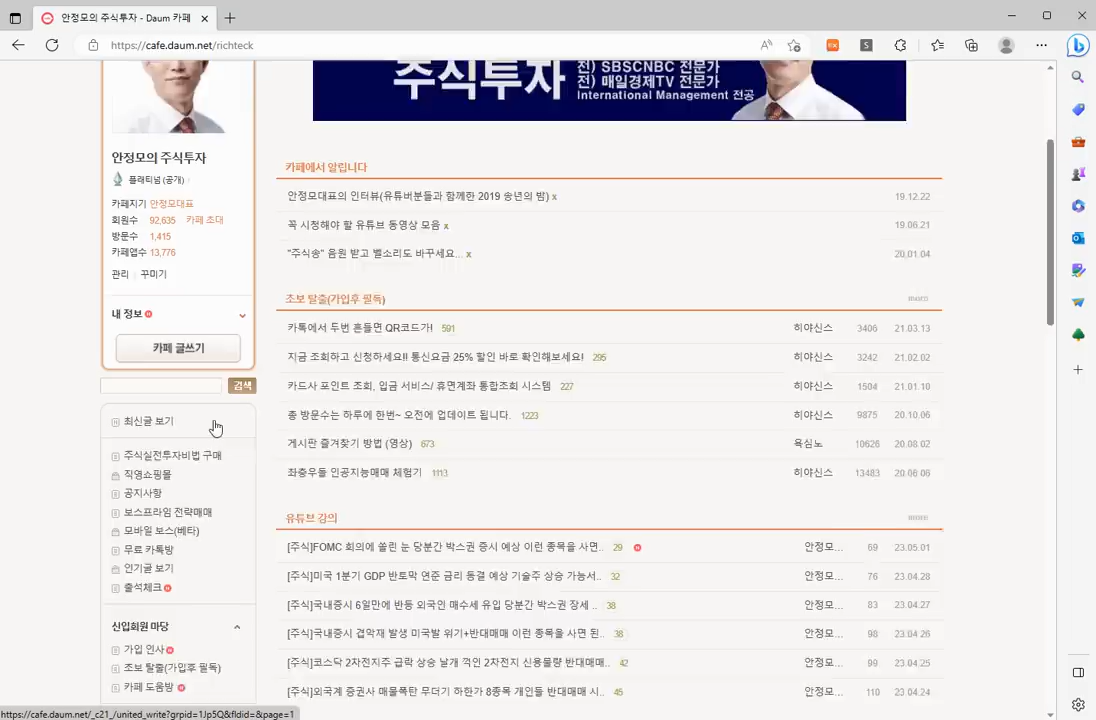 안정모의 주식투자 - Daum 카페
https://cafe.daum.net/richteck
주식투자
전) SBSCNBC 전문가
전) 매일경제TV 전문가
International Management 전공
안정모의 주식투자
플래티넘 (공개)
카페지기 안정모대표
회원수 92,635 카페 초대
방문수 1,415
카페앱수 13,776
관리 꾸미기
내 정보
카페 글쓰기
검색
최신글 보기
주식실전투자비법 구매
직영쇼핑몰
공지사항
보스프라임 전략매매
모바일 보스(베타)
무료 카톡방
인기글 보기
출석체크
신입회원 마당
가입 인사
초보 탈출(가입후 필독)
카페 도움방
카페에서 알립니다
안정모대표의 인터뷰(유튜버분들과 함께한 2019 송년의 밤) x 19.12.22
꼭 시청해야 할 유튜브 동영상 모음 x 19.06.21
"주식송" 음원 받고 벨소리도 바꾸세요... x 20.01.04
초보 탈출(가입후 필독) more
카톡에서 두번 흔들면 QR코드가! 591 히야신스 3406 21.03.13
지금 조회하고 신청하세요!! 통신요금 25% 할인 바로 확인해보세요! 295 히야신스 3242 21.02.02
카드사 포인트 조회, 입금 서비스/ 휴면계좌 통합조회 시스템 227 히야신스 1504 21.01.10
총 방문수는 하루에 한번~ 오전에 업데이트 됩니다. 1223 히야신스 9875 20.10.06
게시판 즐겨찾기 방법 (영상) 673 욕심노 10626 20.08.02
좌충우돌 인공지능매매 체험기 1113 히야신스 13483 20.06.06
유튜브 강의 more
[주식]FOMC 회의에 쏠린 눈 당분간 박스권 증시 예상 이런 종목을 사면.. 29 안정모... 69 23.05.01
[주식]미국 1분기 GDP 반토막 연준 금리 동결 예상 기술주 상승 가능서.. 32 안정모... 76 23.04.28
[주식]국내증시 6일만에 반등 외국인 매수세 유입 당분간 박스권 장세 .. 38 안정모... 83 23.04.27
[주식]국내증시 겹악재 발생 미국발 위기+반대매매 이런 종목을 사면 된.. 38 안정모... 98 23.04.26
[주식]코스닥 2차전지주 급락 상승 날개 꺽인 2차전지 신용물량 반대매매.. 42 안정모... 99 23.04.25
[주식]외국계 증권사 매물폭탄 무더기 하한가 8종목 개인들 반대매매 시.. 45 안정모... 110 23.04.24
https://cafe.daum.net/_c21_/united_write?grpid=1Jp5Q&fldid=&page=1